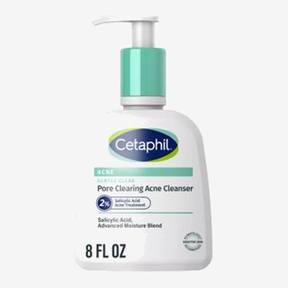 Cetaphil
ACNE
GENTLE CLEAR
Pore Clearing Acne Cleanser
2% Salicylic Acid
Acne Treatment
Salicylic Acid,
Advanced Moisture Blend
8 FL OZ